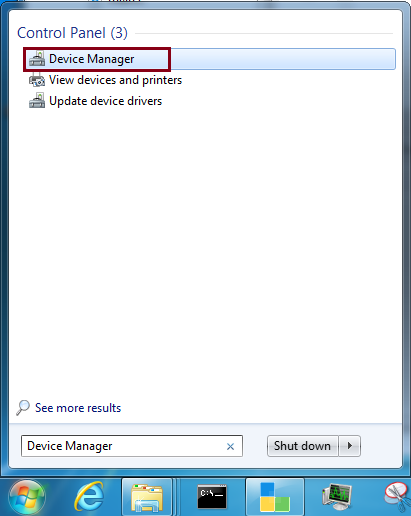 Control Panel (3)
Device Manager
View devices and printers
Update device drivers
See more results
Device Manager
Shut down
C:\